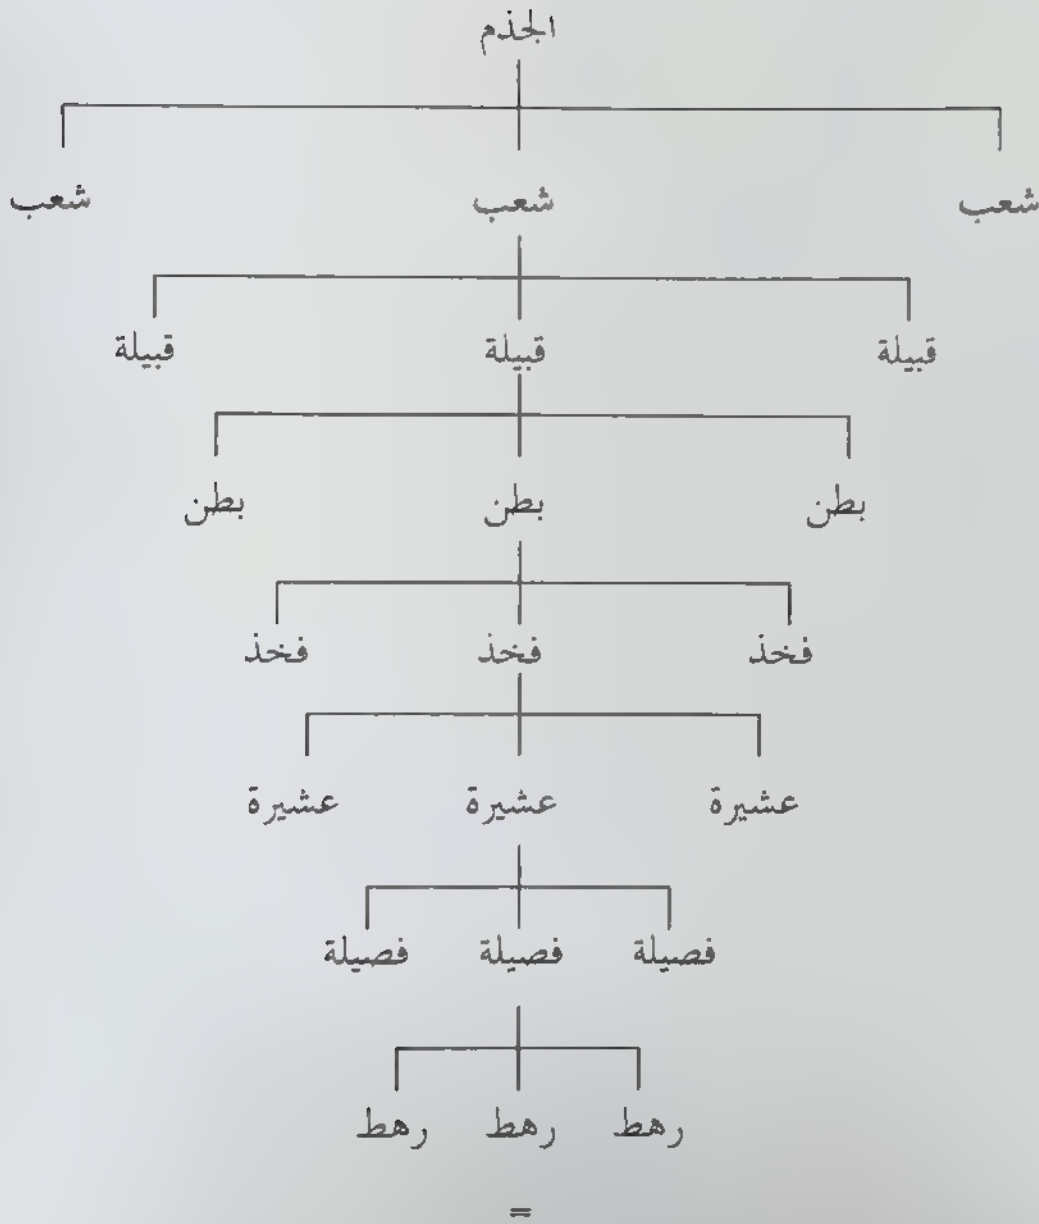 الجذم
شعب شعب شعب
قبيلة قبيلة قبيلة
بطن بطن بطن
فخذ فخذ فخذ
عشيرة عشيرة عشيرة
فصيلة فصيلة فصيلة
رهط رهط رهط
=